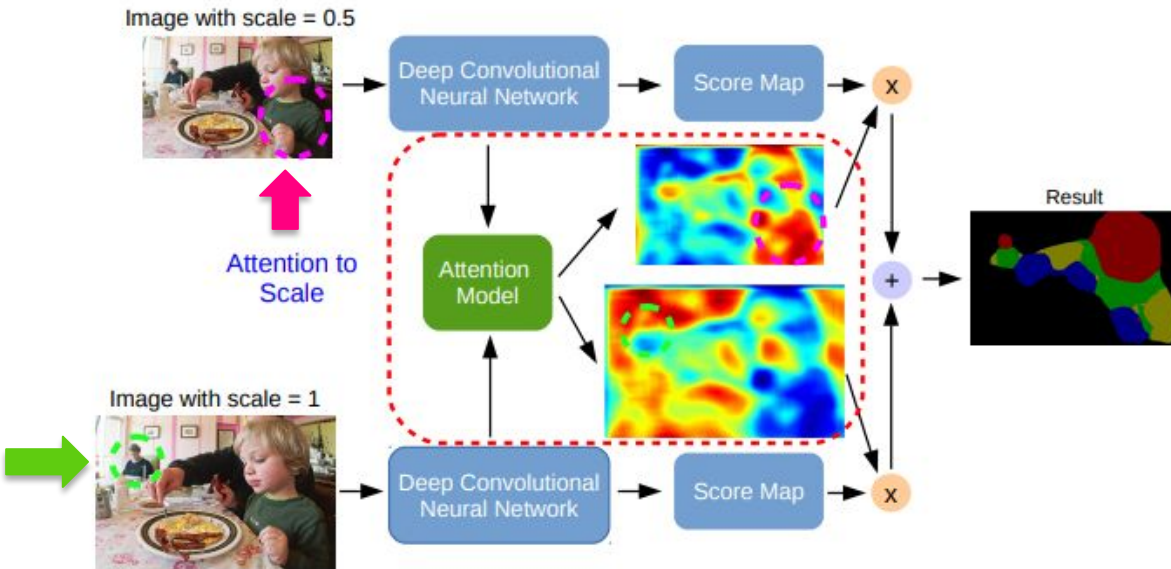 Image with scale = 0.5
Deep Convolutional
Neural Network
Score Map
x
Attention to
Scale
Attention
Model
Result
+
Image with scale = 1
Deep Convolutional
Neural Network
Score Map
x